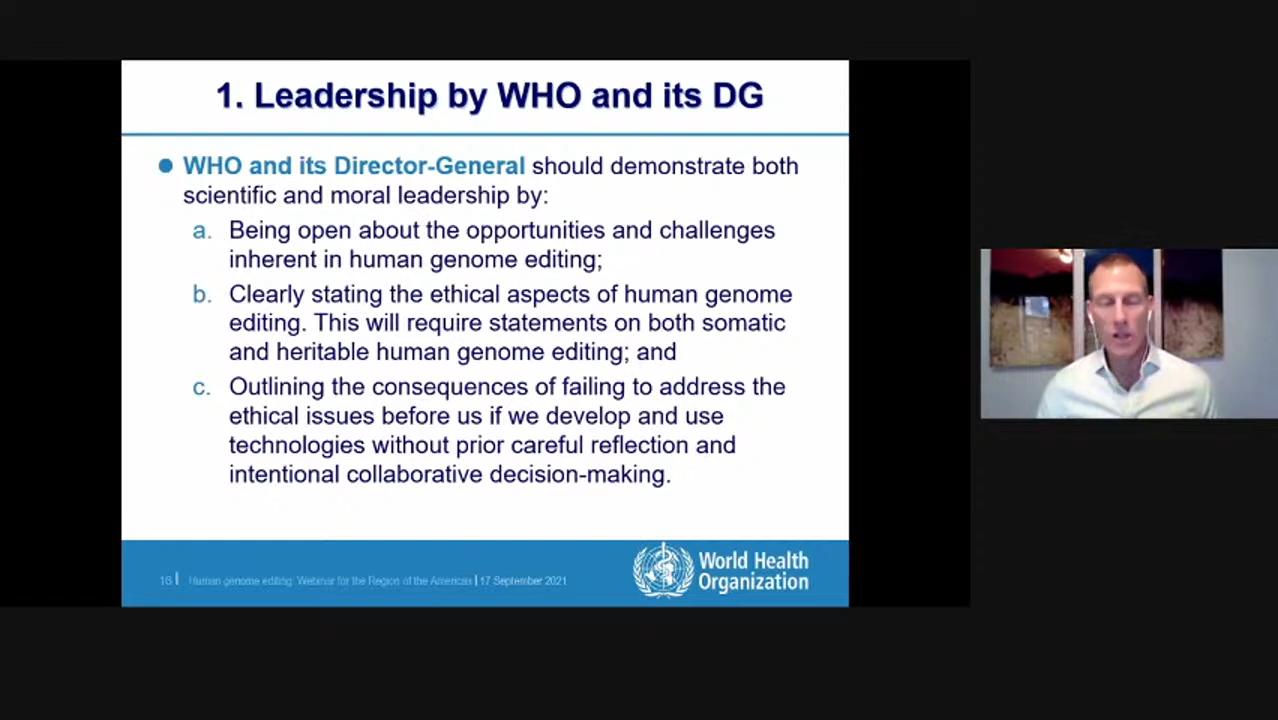 1. Leadership by WHO and its DG
● WHO and its Director-General should demonstrate both
scientific and moral leadership by:
a. Being open about the opportunities and challenges
inherent in human genome editing;
b. Clearly stating the ethical aspects of human genome
editing. This will require statements on both somatic
and heritable human genome editing; and
c. Outlining the consequences of failing to address the
ethical issues before us if we develop and use
technologies without prior careful reflection and
intentional collaborative decision-making.
16 | Human genome editing: Webinar for the Region of the Americas | 17 September 2021
World Health
Organization